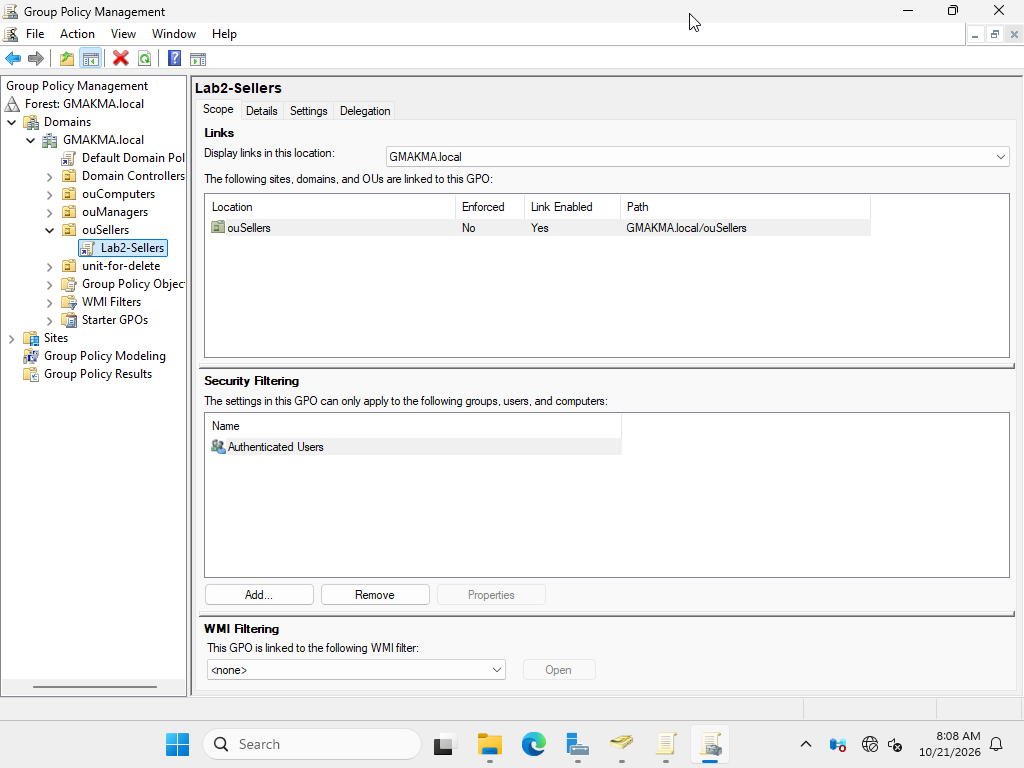 Group Policy Management
File Action View Window Help
Group Policy Management
Forest: GMAKMA.local
Domains
GMAKMA.local
Default Domain Pol
Domain Controllers
ouComputers
ouManagers
ouSellers
Lab2-Sellers
unit-for-delete
Group Policy Objec
WMI Filters
Starter GPOs
Sites
Group Policy Modeling
Group Policy Results
Lab2-Sellers
Scope Details Settings Delegation
Links
Display links in this location: GMAKMA.local
The following sites, domains, and OUs are linked to this GPO:
Location Enforced Link Enabled Path
ouSellers No Yes GMAKMA.local/ouSellers
Security Filtering
The settings in this GPO can only apply to the following groups, users, and computers:
Name
Authenticated Users
Add... Remove Properties
WMI Filtering
This GPO is linked to the following WMI filter:
<none> Open
Search
8:08 AM
10/21/2026